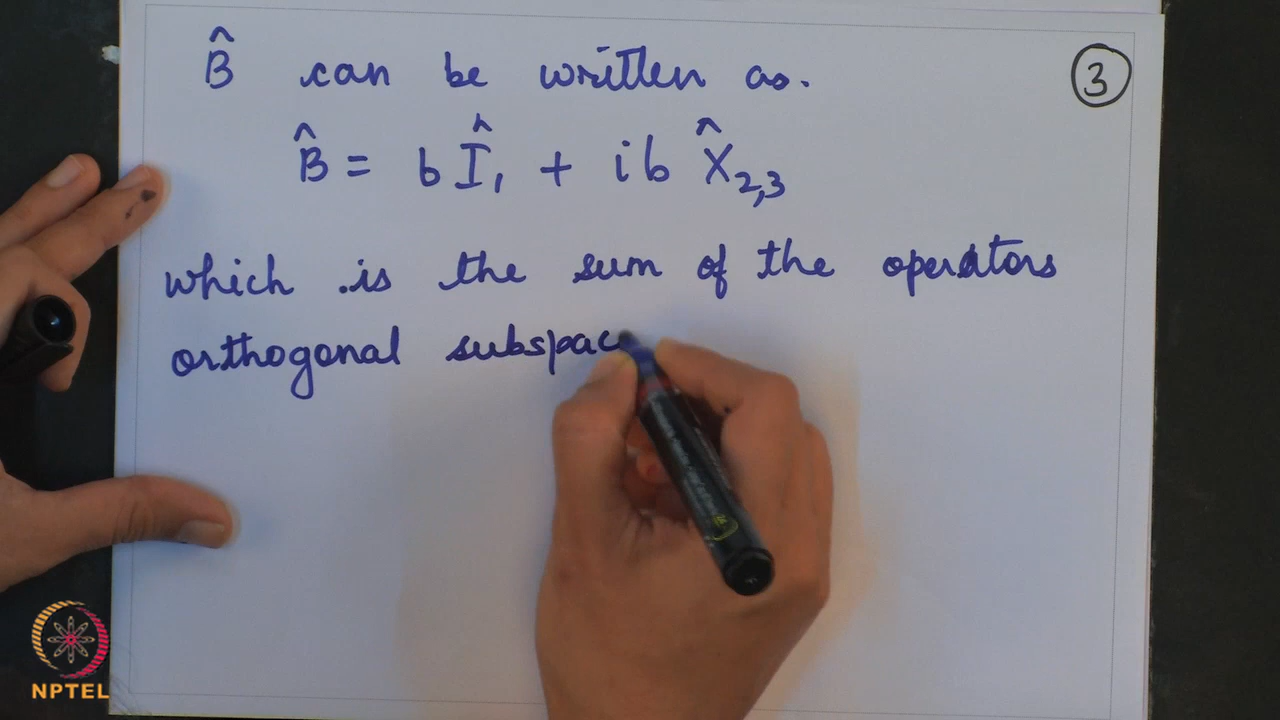 B̂ can be written as.
③
B̂ = b Î₁ + i b X̂₂,₃
which is the sum of the operators
orthogonal subspac
NPTEL